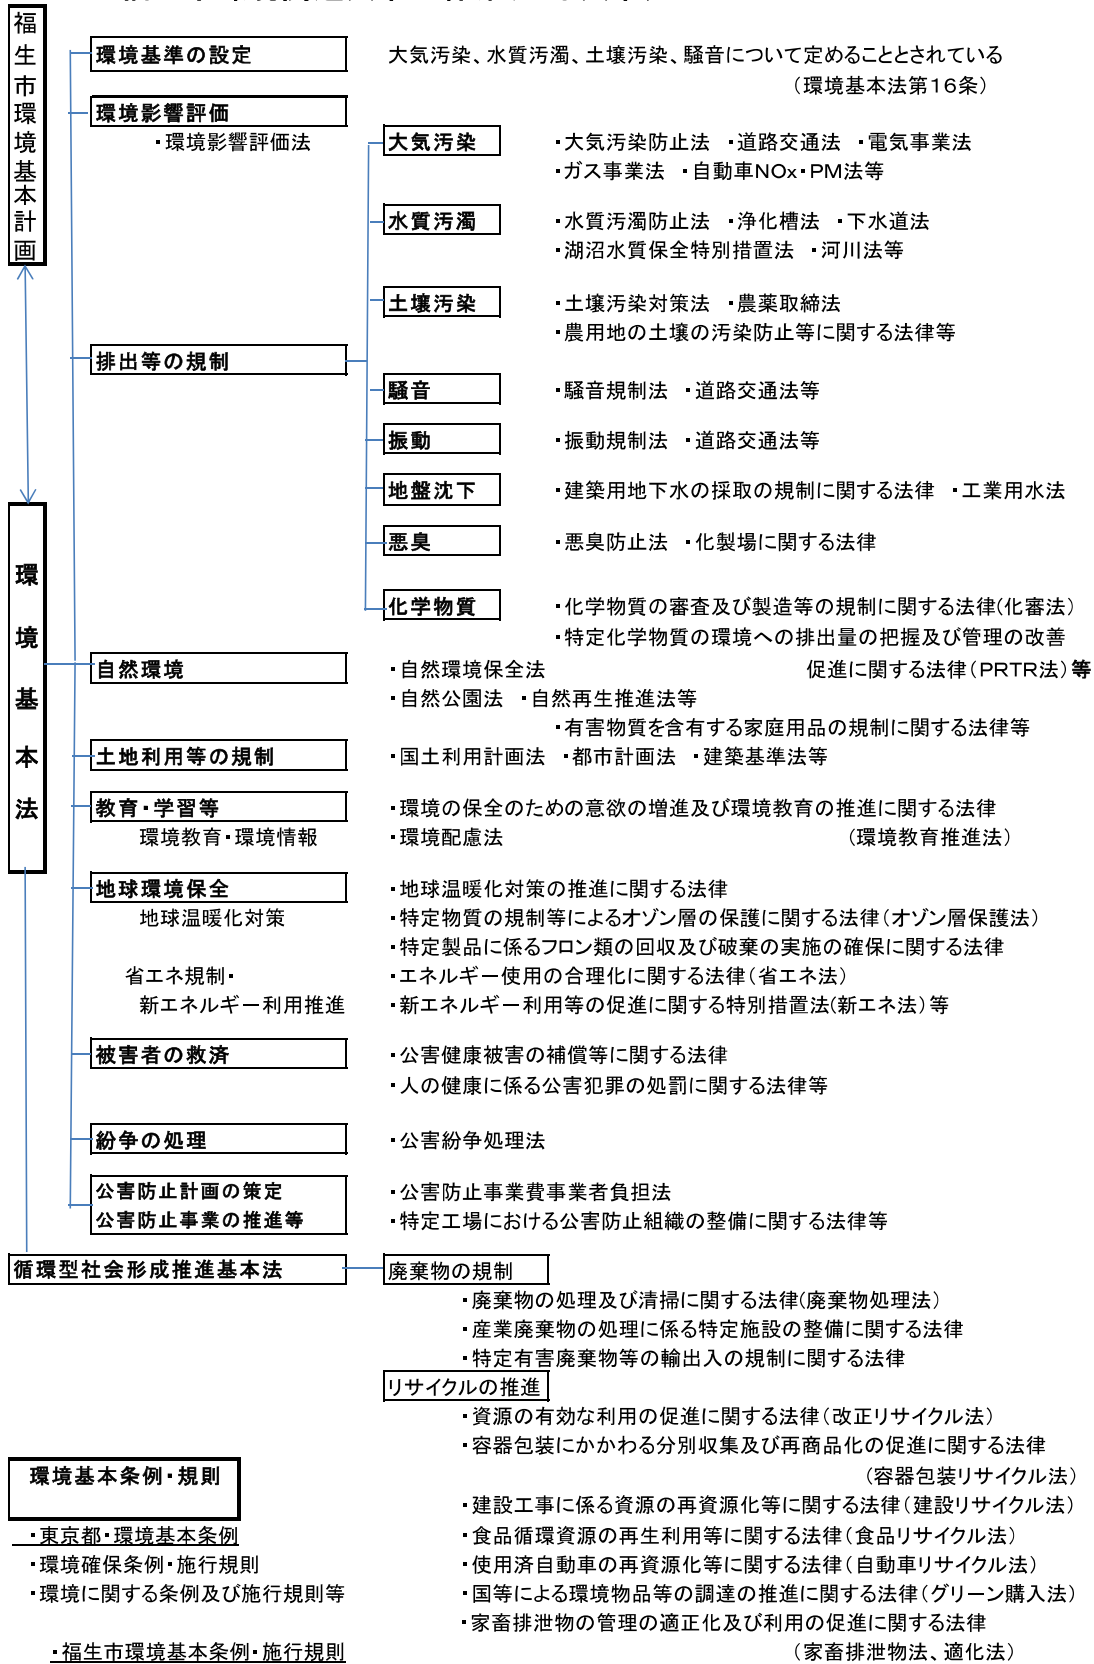 福生市環境基本計画
環境基準の設定　大気汚染、水質汚濁、土壌汚染、騒音について定めることとされている
（環境基本法第16条）
環境影響評価
・環境影響評価法
大気汚染　・大気汚染防止法　・道路交通法　・電気事業法
・ガス事業法　・自動車NOx・PM法等
水質汚濁　・水質汚濁防止法　・浄化槽法　・下水道法
・湖沼水質保全特別措置法　・河川法等
土壌汚染　・土壌汚染対策法　・農薬取締法
・農用地の土壌の汚染防止等に関する法律等
排出等の規制
騒音　・騒音規制法　・道路交通法等
振動　・振動規制法　・道路交通法等
地盤沈下　・建築用地下水の採取の規制に関する法律　・工業用水法
悪臭　・悪臭防止法　・化製場に関する法律
環境基本法
化学物質　・化学物質の審査及び製造等の規制に関する法律(化審法)
・特定化学物質の環境への排出量の把握及び管理の改善
自然環境　・自然環境保全法　促進に関する法律（PRTR法）等
・自然公園法　・自然再生推進法等
・有害物質を含有する家庭用品の規制に関する法律等
土地利用等の規制　・国土利用計画法　・都市計画法　・建築基準法等
教育・学習等　・環境の保全のための意欲の増進及び環境教育の推進に関する法律
環境教育・環境情報　・環境配慮法　（環境教育推進法）
地球環境保全　・地球温暖化対策の推進に関する法律
地球温暖化対策　・特定物質の規制等によるオゾン層の保護に関する法律（オゾン層保護法）
・特定製品に係るフロン類の回収及び破棄の実施の確保に関する法律
省エネ規制・　・エネルギー使用の合理化に関する法律（省エネ法）
新エネルギー利用推進　・新エネルギー利用等の促進に関する特別措置法(新エネ法）等
被害者の救済　・公害健康被害の補償等に関する法律
・人の健康に係る公害犯罪の処罰に関する法律等
紛争の処理　・公害紛争処理法
公害防止計画の策定　・公害防止事業費事業者負担法
公害防止事業の推進等　・特定工場における公害防止組織の整備に関する法律等
循環型社会形成推進基本法　廃棄物の規制
・廃棄物の処理及び清掃に関する法律(廃棄物処理法）
・産業廃棄物の処理に係る特定施設の整備に関する法律
・特定有害廃棄物等の輸出入の規制に関する法律
リサイクルの推進
・資源の有効な利用の促進に関する法律（改正リサイクル法）
・容器包装にかかわる分別収集及び再商品化の促進に関する法律
環境基本条例・規則　（容器包装リサイクル法）
・建設工事に係る資源の再資源化等に関する法律（建設リサイクル法）
・東京都・環境基本条例　・食品循環資源の再生利用等に関する法律（食品リサイクル法）
・環境確保条例・施行規則　・使用済自動車の再資源化等に関する法律（自動車リサイクル法）
・環境に関する条例及び施行規則等　・国等による環境物品等の調達の推進に関する法律（グリーン購入法）
・家畜排泄物の管理の適正化及び利用の促進に関する法律
・福生市環境基本条例・施行規則　（家畜排泄物法、適化法）